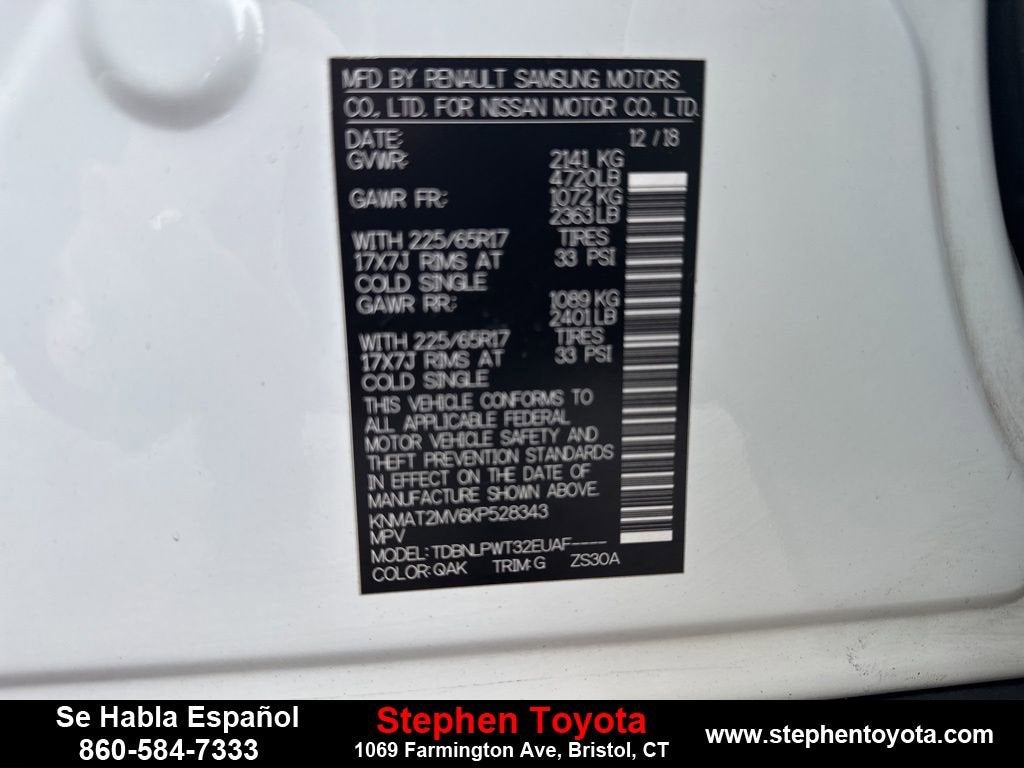 MFD BY RENAULT SAMSUNG MOTORS
CO., LTD. FOR NISSAN MOTOR CO., LTD.
DATE: 12 / 18
GVWR: 2141 KG
4720LB
GAWR FR: 1072 KG
2363 LB
WITH 225/65R17 TIRES
17X7J RIMS AT 33 PSI
COLD SINGLE
GAWR RR: 1089 KG
2401 LB
WITH 225/65R17 TIRES
17X7J RIMS AT 33 PSI
COLD SINGLE
THIS VEHICLE CONFORMS TO
ALL APPLICABLE FEDERAL
MOTOR VEHICLE SAFETY AND
THEFT PREVENTION STANDARDS
IN EFFECT ON THE DATE OF
MANUFACTURE SHOWN ABOVE.
KNMAT2MV6KP528343
MPV
MODEL: TDBNLPWT32EUAF----
COLOR: QAK TRIM: G ZS30A
Se Habla Español
860-584-7333
Stephen Toyota
1069 Farmington Ave, Bristol, CT
www.stephentoyota.com